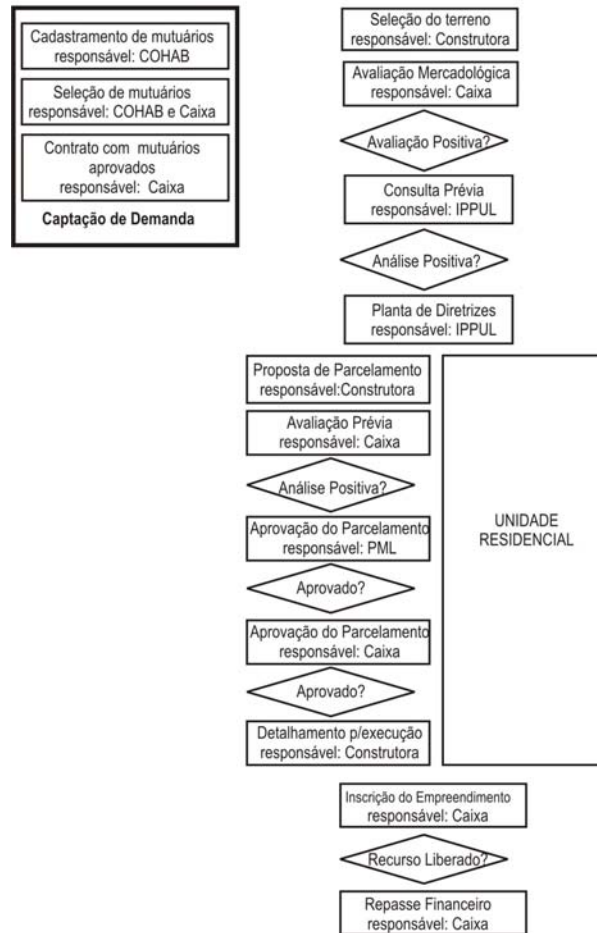 Cadastramento de mutuários
responsável: COHAB
Seleção de mutuários
responsável: COHAB e Caixa
Contrato com mutuários
aprovados
responsável: Caixa
Captação de Demanda
Seleção do terreno
responsável: Construtora
Avaliação Mercadológica
responsável: Caixa
Avaliação Positiva?
Consulta Prévia
responsável: IPPUL
Análise Positiva?
Planta de Diretrizes
responsável: IPPUL
Proposta de Parcelamento
responsável:Construtora
Avaliação Prévia
responsável: Caixa
Análise Positiva?
Aprovação do Parcelamento
responsável: PML
Aprovado?
Aprovação do Parcelamento
responsável: Caixa
Aprovado?
Detalhamento p/execução
responsável: Construtora
UNIDADE
RESIDENCIAL
Inscrição do Empreendimento
responsável: Caixa
Recurso Liberado?
Repasse Financeiro
responsável: Caixa